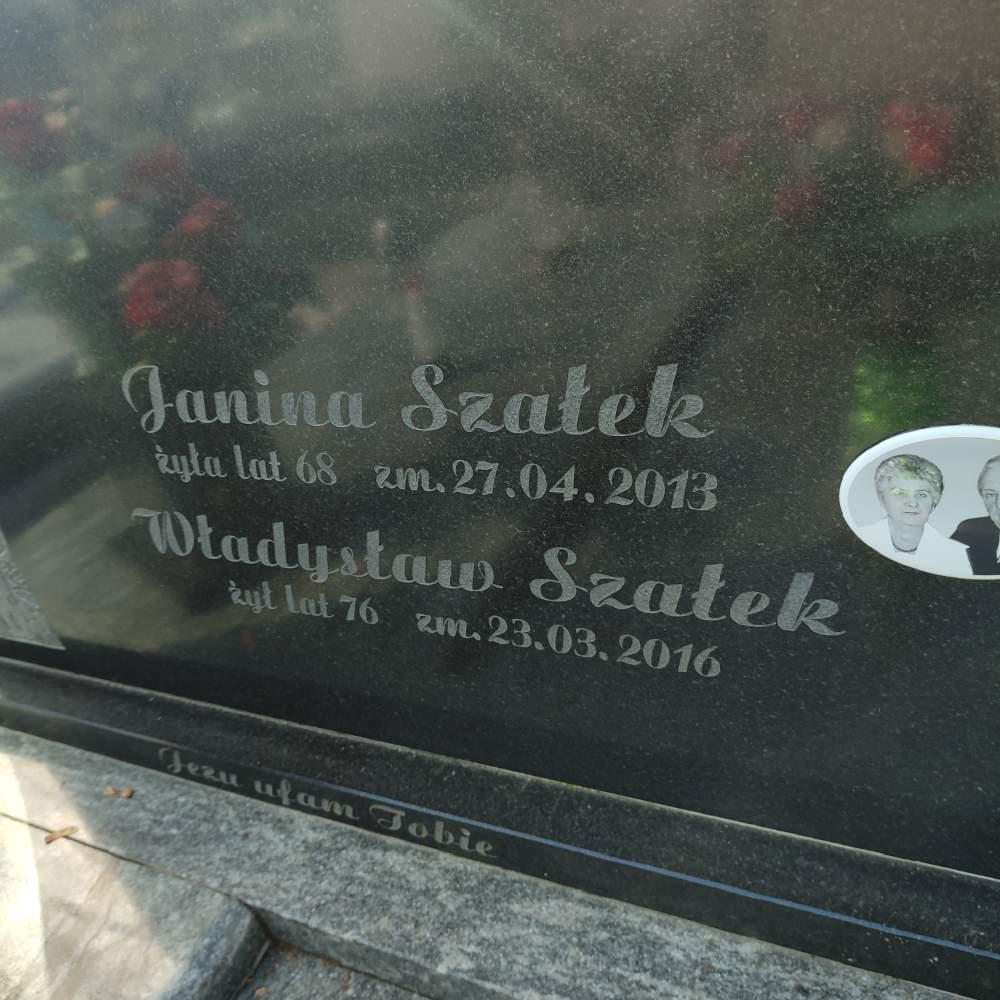 Janina Szałek
żyła lat 68 zm. 27.04.2013
Władysław Szałek
żył lat 76 zm. 23.03.2016
Jezu ufam Tobie